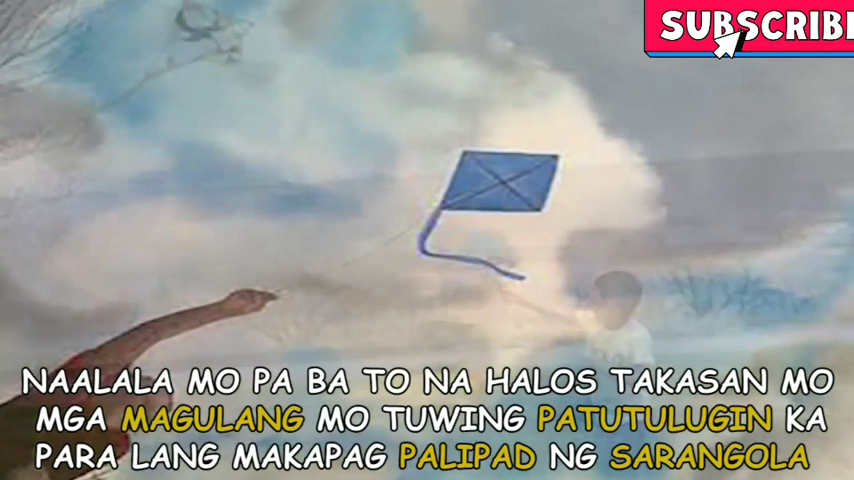 SUBSCRIBE
NAALALA MO PA BA TO NA HALOS TAKASAN MO
MGA MAGULANG MO TUWING PATUTULUGIN KA
PARA LANG MAKAPAG PALIPAD NG SARANGOLA